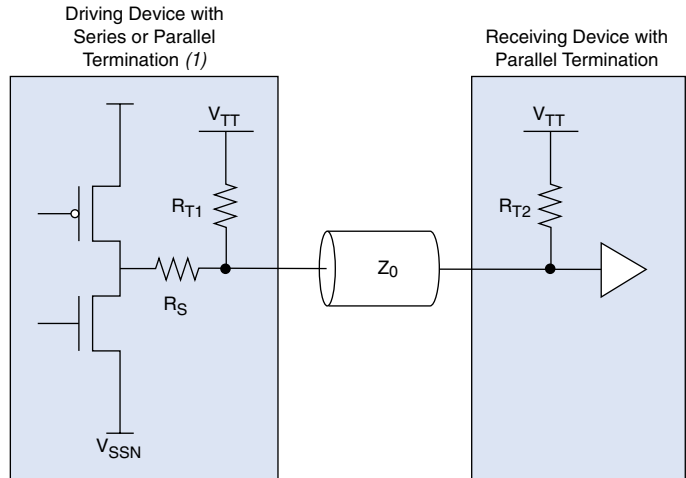 Driving Device with
Series or Parallel
Termination (1)
Receiving Device with
Parallel Termination
VTT
VTT
RT1
RT2
Z0
RS
VSSN